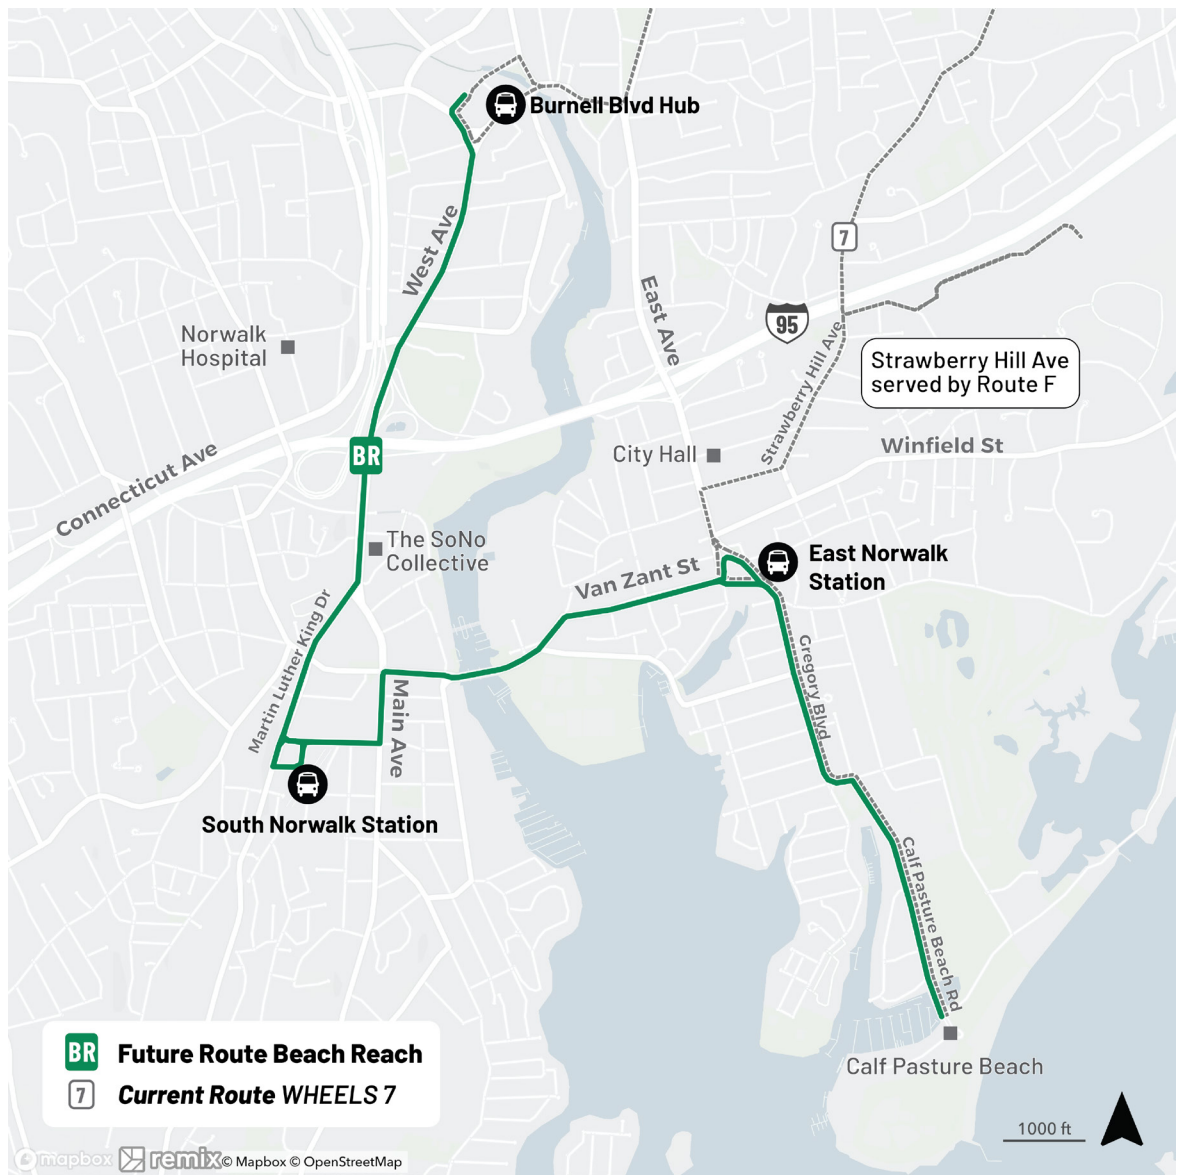 Burnell Blvd Hub
West Ave
East Ave
7
95
Strawberry Hill Ave
Strawberry Hill Ave
served by Route F
Norwalk
Hospital
City Hall
Winfield St
BR
Connecticut Ave
The SoNo
Collective
Van Zant St
East Norwalk
Station
Martin Luther King Dr
Main Ave
Gregory Blvd
South Norwalk Station
Calf Pasture Beach Rd
Calf Pasture Beach
BR Future Route Beach Reach
7 Current Route WHEELS 7
1000 ft
mapbox remix © Mapbox © OpenStreetMap